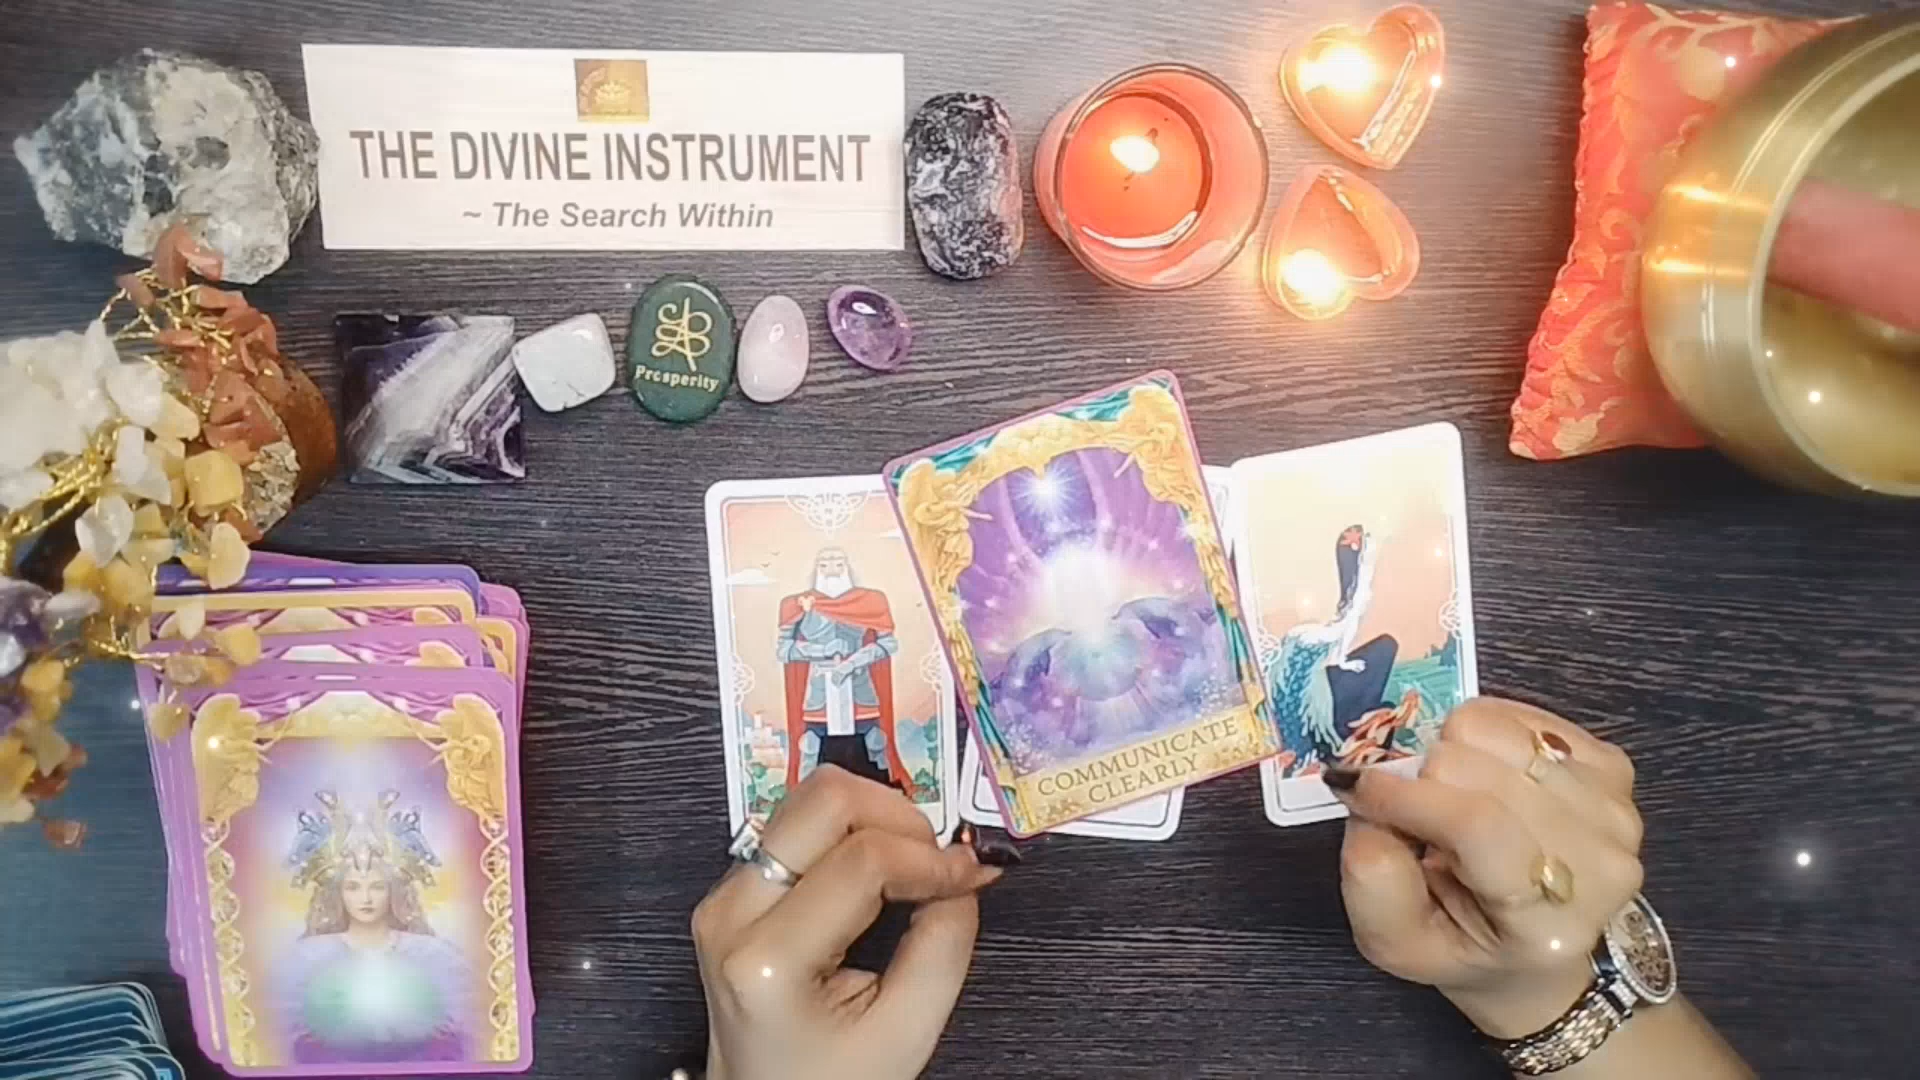 THE DIVINE INSTRUMENT
~ The Search Within
Prosperity
COMMUNICATE
CLEARLY